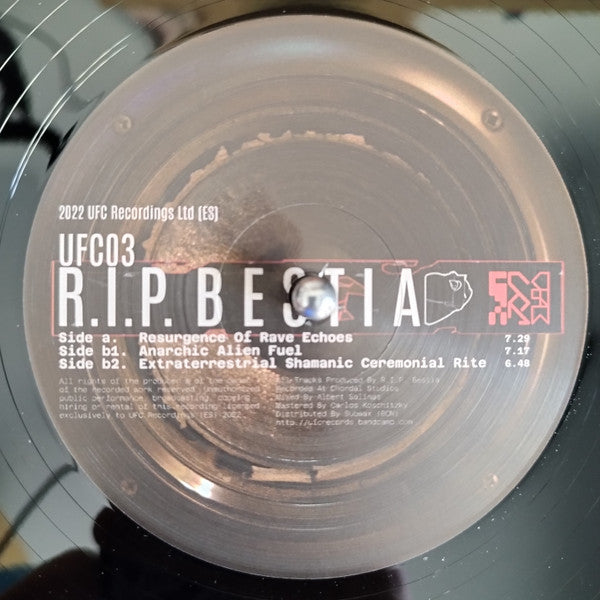 2022 UFC Recordings Ltd (ES)
UFC03
R.I.P. BESTIA
Side a. Resurgence Of Rave Echoes 7.29
Side b1. Anarchic Alien Fuel 7.17
Side b2. Extraterrestrial Shamanic Ceremonial Rite 6.48
All rights of the producer & of the owner
of the recorded work reserved. Unauthorized
public performance, broadcasting, copying
hiring or rental of this recording licensed
exclusively to UFC Recordings (ES) 2022
Tracks Produced By R.I.P. Bestia
Recorded At Chordal Studios
Mixed By Albert Salinas
Mastered By Carlos Koschitzky
Distributed By Subwax (BCN)
http://ufcrecords.bandcamp.com